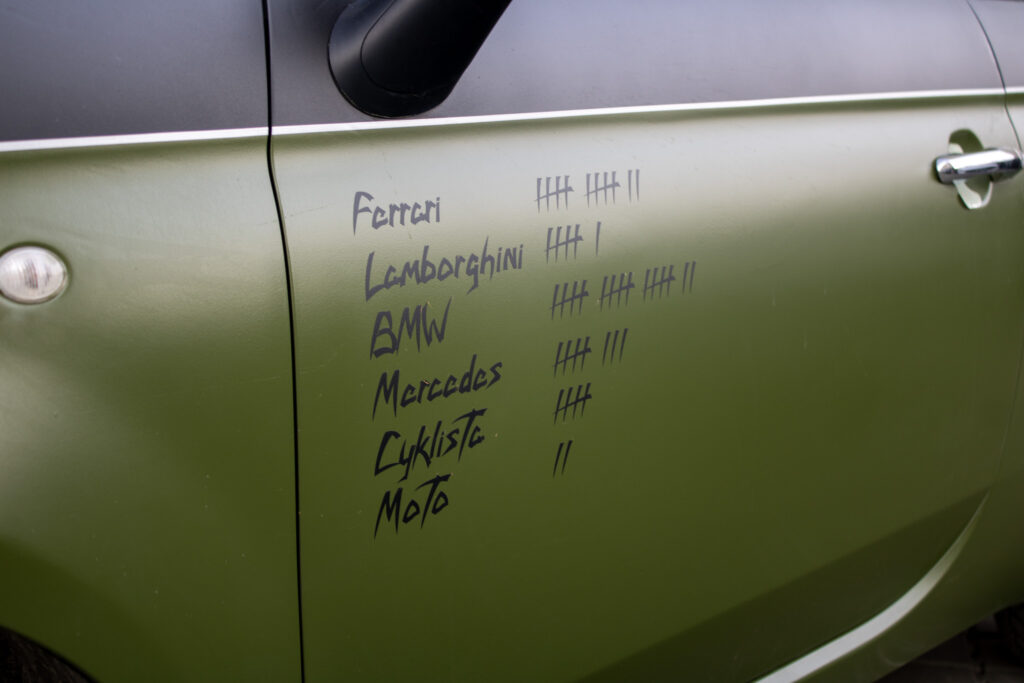 Ferrari
Lamborghini
BMW
Mercedes
Cyklista
Moto